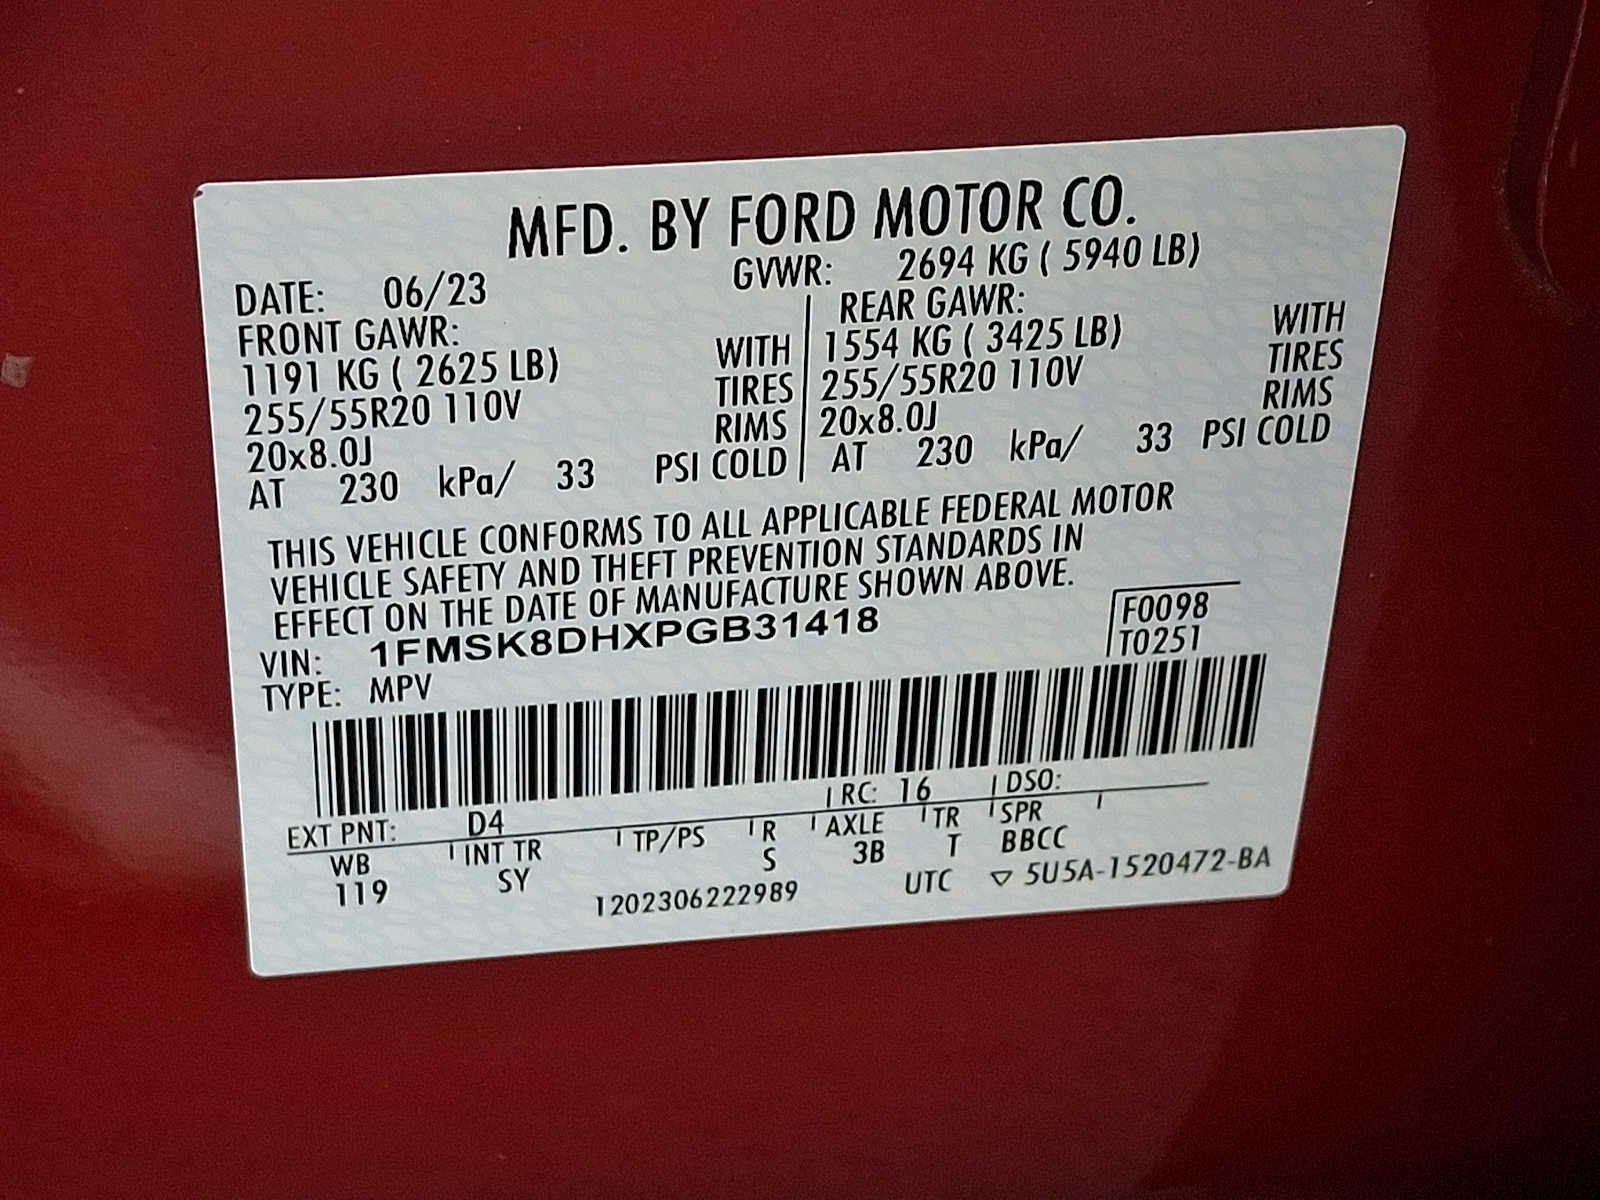 MFD. BY FORD MOTOR CO.
DATE: 06/23 GVWR: 2694 KG ( 5940 LB)
FRONT GAWR: REAR GAWR:
1191 KG ( 2625 LB) WITH 1554 KG ( 3425 LB) WITH
255/55R20 110V TIRES 255/55R20 110V TIRES
20x8.0J RIMS 20x8.0J RIMS
AT 230 kPa/ 33 PSI COLD AT 230 kPa/ 33 PSI COLD
THIS VEHICLE CONFORMS TO ALL APPLICABLE FEDERAL MOTOR
VEHICLE SAFETY AND THEFT PREVENTION STANDARDS IN
EFFECT ON THE DATE OF MANUFACTURE SHOWN ABOVE.
VIN: 1FMSK8DHXPGB31418 F0098
TYPE: MPV T0251
EXT PNT: D4 RC: 16 DSO:
WB INT TR TP/PS R AXLE TR SPR
119 SY S 3B T BBCC
1202306222989 UTC ▽ 5U5A-1520472-BA